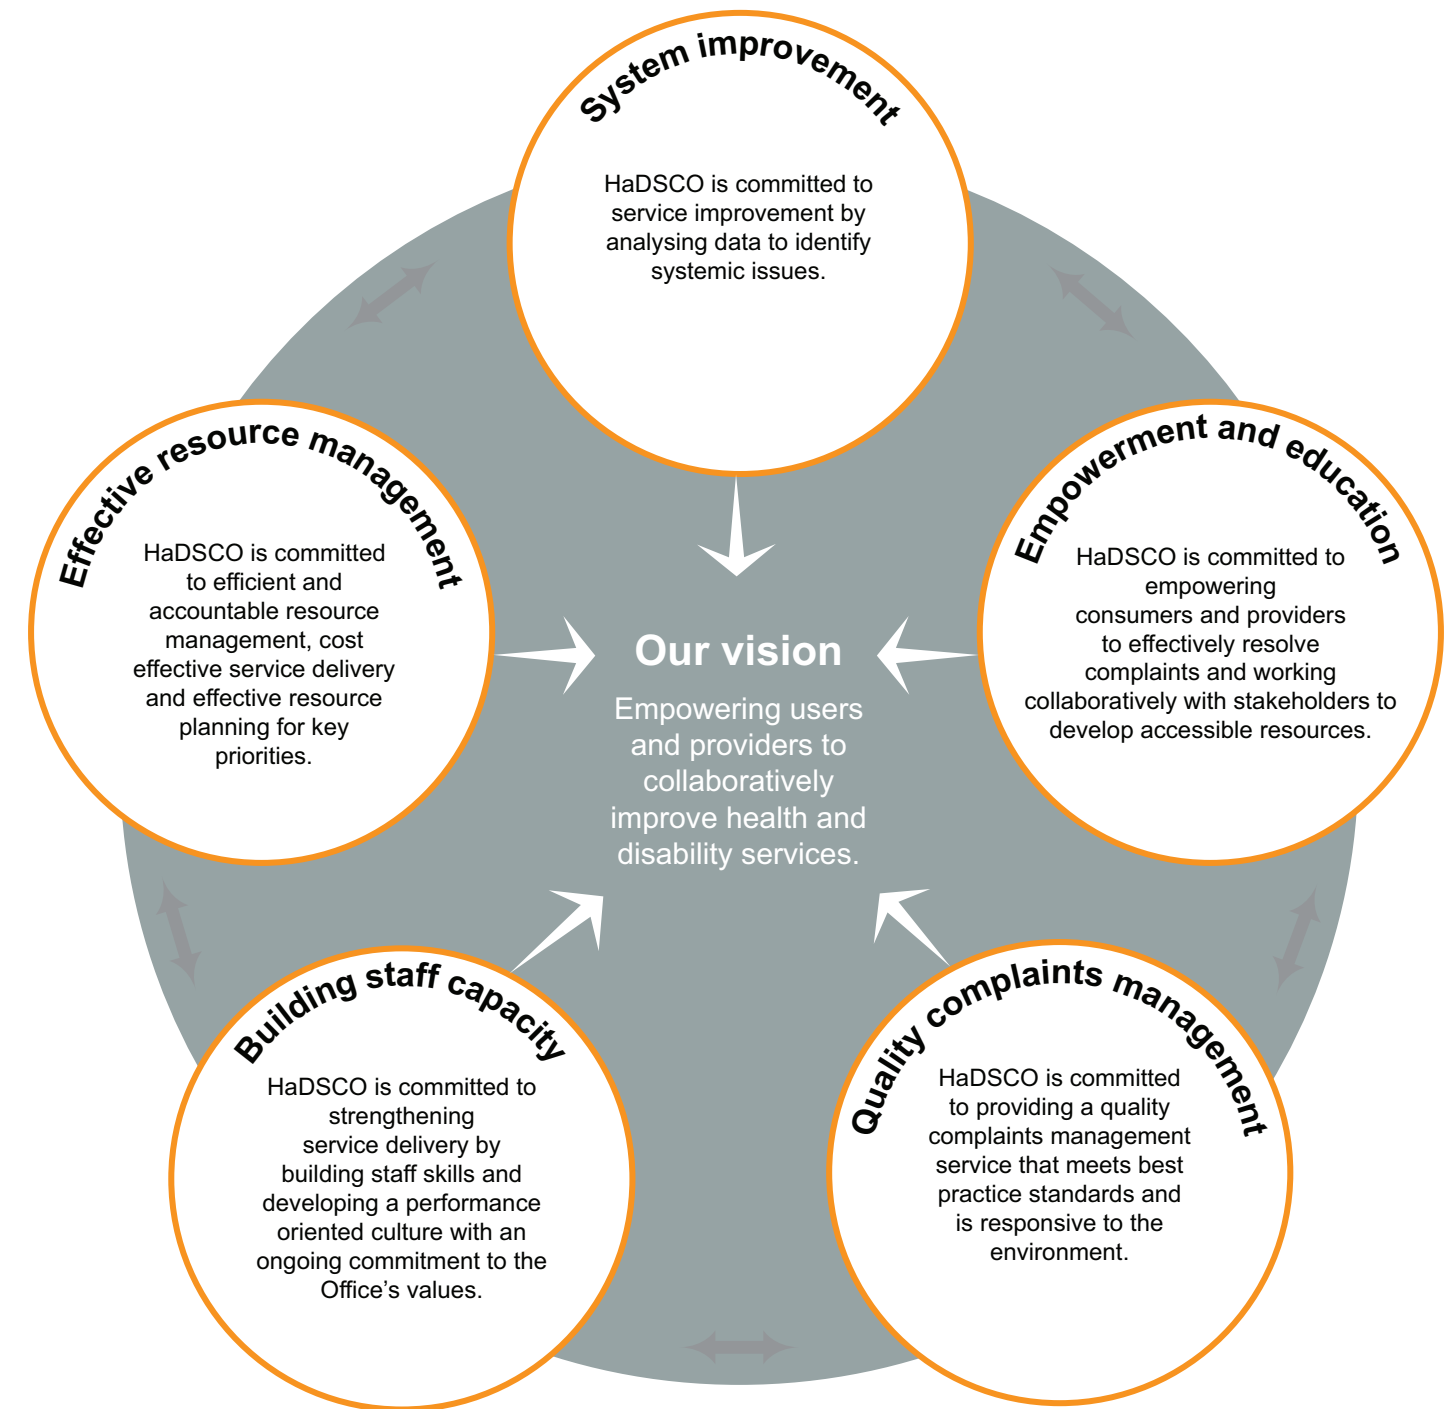 System improvement
HaDSCO is committed to
service improvement by
analysing data to identify
systemic issues.
Effective resource management
HaDSCO is committed
to efficient and
accountable resource
management, cost
effective service delivery
and effective resource
planning for key
priorities.
Empowerment and education
HaDSCO is committed to
empowering
consumers and providers
to effectively resolve
complaints and working
collaboratively with stakeholders to
develop accessible resources.
Our vision
Empowering users
and providers to
collaboratively
improve health and
disability services.
Building staff capacity
HaDSCO is committed to
strengthening
service delivery by
building staff skills and
developing a performance
oriented culture with an
ongoing commitment to the
Office’s values.
Quality complaints management
HaDSCO is committed
to providing a quality
complaints management
service that meets best
practice standards and
is responsive to the
environment.